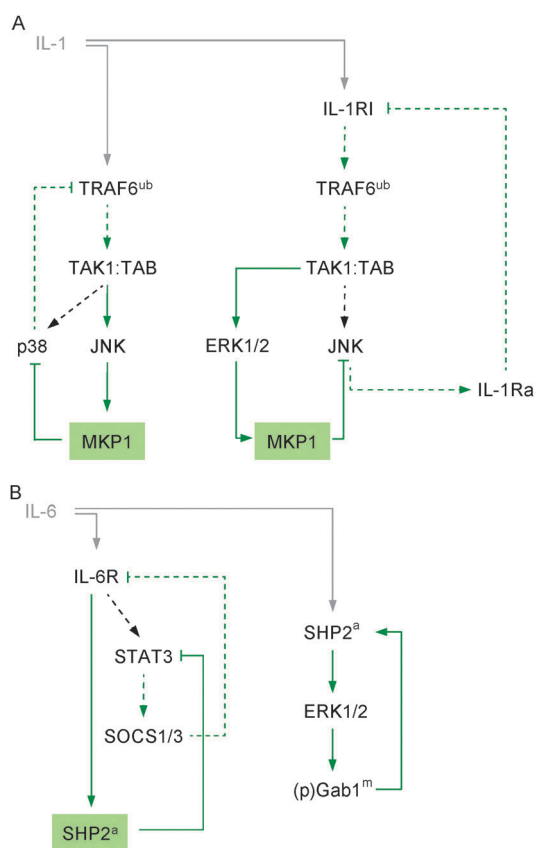 A
IL-1
IL-1RI
TRAF6ub TRAF6ub
TAK1:TAB TAK1:TAB
p38 JNK ERK1/2 JNK
IL-1Ra
MKP1 MKP1
B
IL-6
IL-6R
SHP2a
STAT3
ERK1/2
SOCS1/3
(p)Gab1m
SHP2a